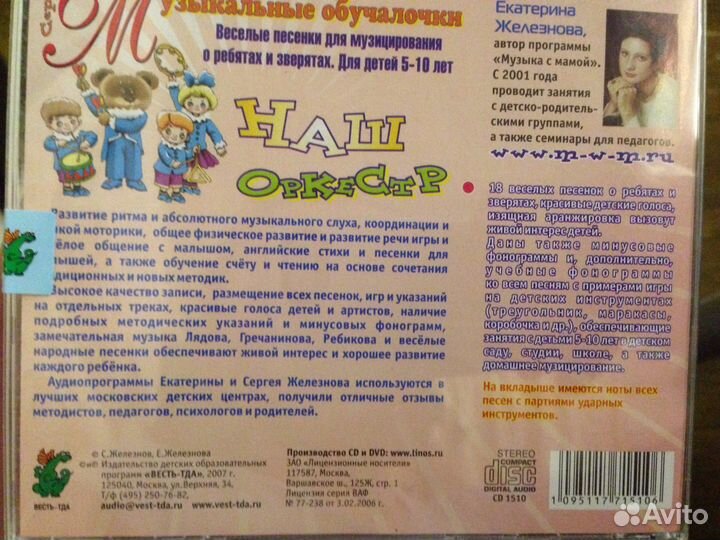 Музыкальные обучалочки
Веселые песенки для музицирования
о ребятах и зверятах. Для детей 5-10 лет
НАШ
ОРКЕСТР
Екатерина
Железнова,
автор программы
«Музыка с мамой».
С 2001 года
проводит занятия
с детско-родитель-
скими группами,
а также семинары для педагогов.
www.m-w-m.ru
Развитие ритма и абсолютного музыкального слуха, координации и
моторики, общее физическое развитие и развитие речи игры и
общение с малышом, английские стихи и песенки для
а также обучение счёту и чтению на основе сочетания
и новых методик.
Высокое качество записи, размещение всех песенок, игр и указаний
на отдельных треках, красивые голоса детей и артистов, наличие
подробных методических указаний и минусовых фонограмм,
замечательная музыка Лядова, Гречанинова, Ребикова и весёлые
народные песенки обеспечивают живой интерес и хорошее развитие
каждого ребёнка.
Аудиопрограммы Екатерины и Сергея Железнова используются в
лучших московских детских центрах, получили отличные отзывы
методистов, педагогов, психологов и родителей.
18 веселых песенок о ребятах и
зверятах, красивые детские голоса,
изящная аранжировка вызовут
живой интерес детей.
Даны также минусовые
фонограммы и, дополнительно,
учебные фонограммы
ко всем песням с примерами игры
на детских инструментах
(треугольник, маракасы,
коробочка и др.), обеспечивающие
занятия с детьми 5-10 лет в детском
саду, студии, школе, а также
домашнее музицирование.
На вкладыше имеются ноты всех
песен с партиями ударных
инструментов.
© С.Железнов, Е.Железнова
Издательство детских образовательных
программ «ВЕСТЬ-ТДА», 2007 г.
125040, Москва, ул.Верхняя, 34,
Т/ф (495) 250-76-82,
audio@vest-tda.ru, www.vest-tda.ru
ВЕСТЬ-ТДА
Производство CD и DVD: www.linos.ru
ЗАО «Лицензионные носители»
117587, Москва,
Варшавское ш., 125Ж, стр. 1
Лицензия серия ВАФ
№ 77-238 от 3.02.2006 г.
STEREO
COMPACT
disc
DIGITAL AUDIO
CD 1510
1 095117 715106
Avito